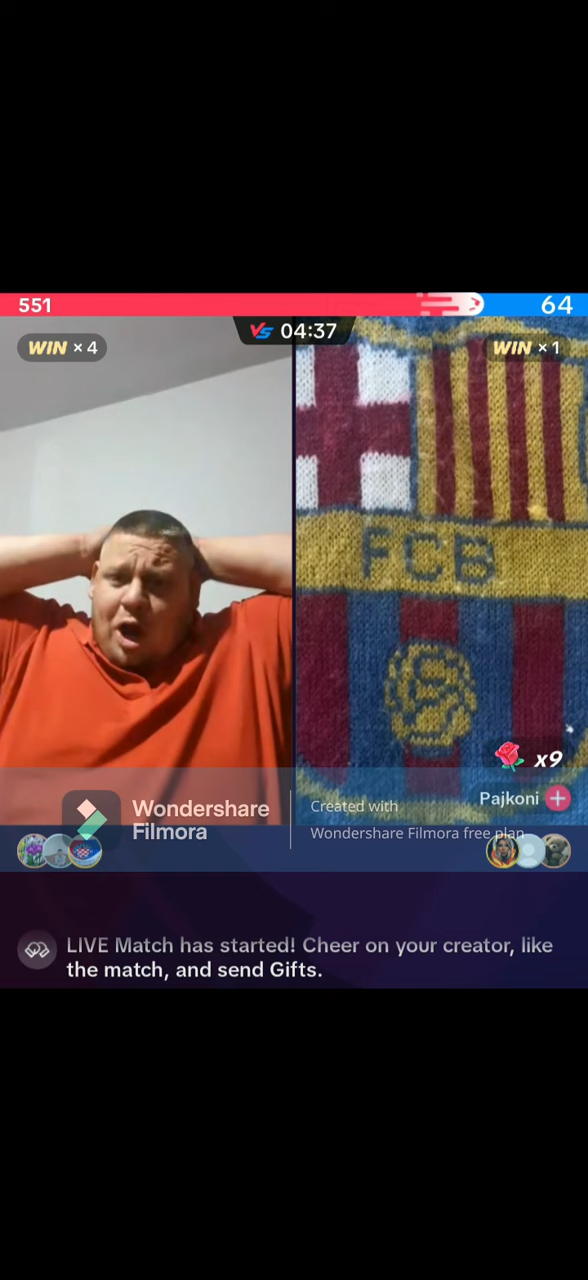 551
64
VS 04:37
WIN × 4
WIN × 1
FCB
x9
Pajkoni
Wondershare
Filmora
Created with
Wondershare Filmora free plan
LIVE Match has started! Cheer on your creator, like
the match, and send Gifts.